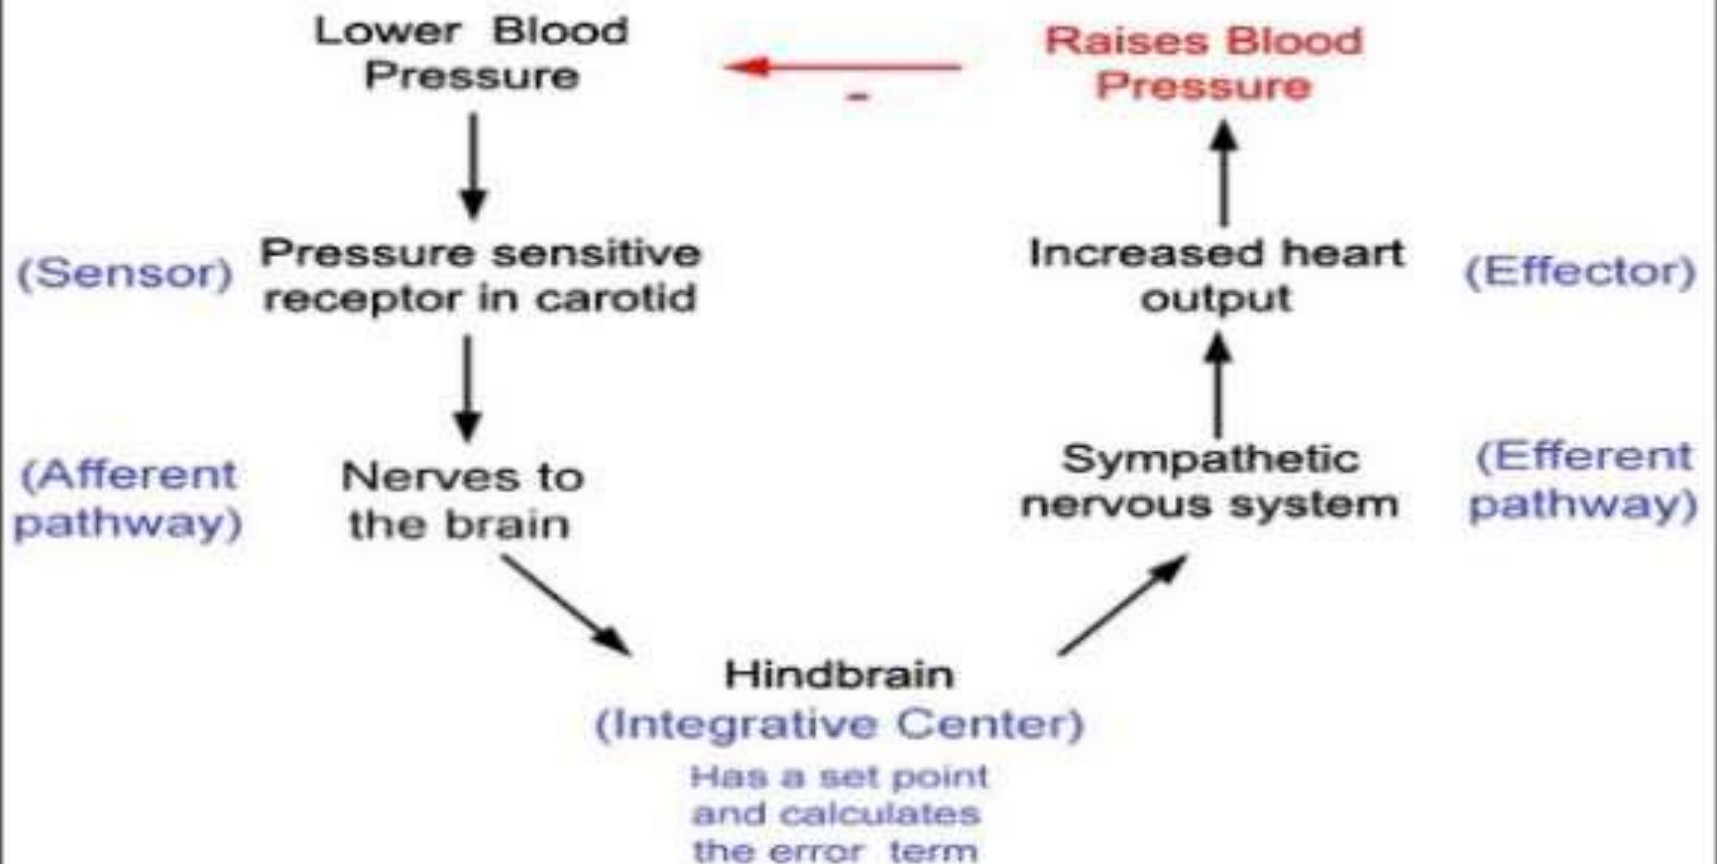 Lower Blood
Pressure
-
Raises Blood
Pressure
(Sensor)
Pressure sensitive
receptor in carotid
Increased heart
output
(Effector)
(Afferent
pathway)
Nerves to
the brain
Sympathetic
nervous system
(Efferent
pathway)
Hindbrain
(Integrative Center)
Has a set point
and calculates
the error term